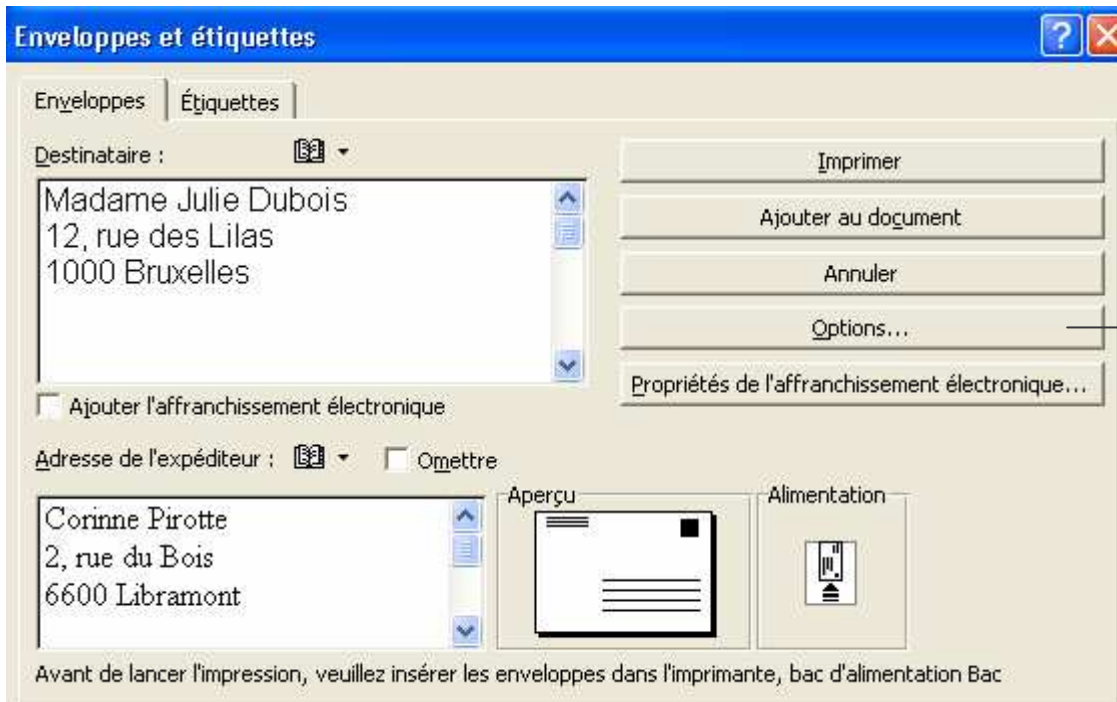 Enveloppes et étiquettes
Enveloppes
Étiquettes
Destinataire :
Madame Julie Dubois
12, rue des Lilas
1000 Bruxelles
Imprimer
Ajouter au document
Annuler
Options...
Propriétés de l'affranchissement électronique...
Ajouter l'affranchissement électronique
Adresse de l'expéditeur :
Omettre
Corinne Pirotte
2, rue du Bois
6600 Libramont
Aperçu
Alimentation
Avant de lancer l'impression, veuillez insérer les enveloppes dans l'imprimante, bac d'alimentation Bac